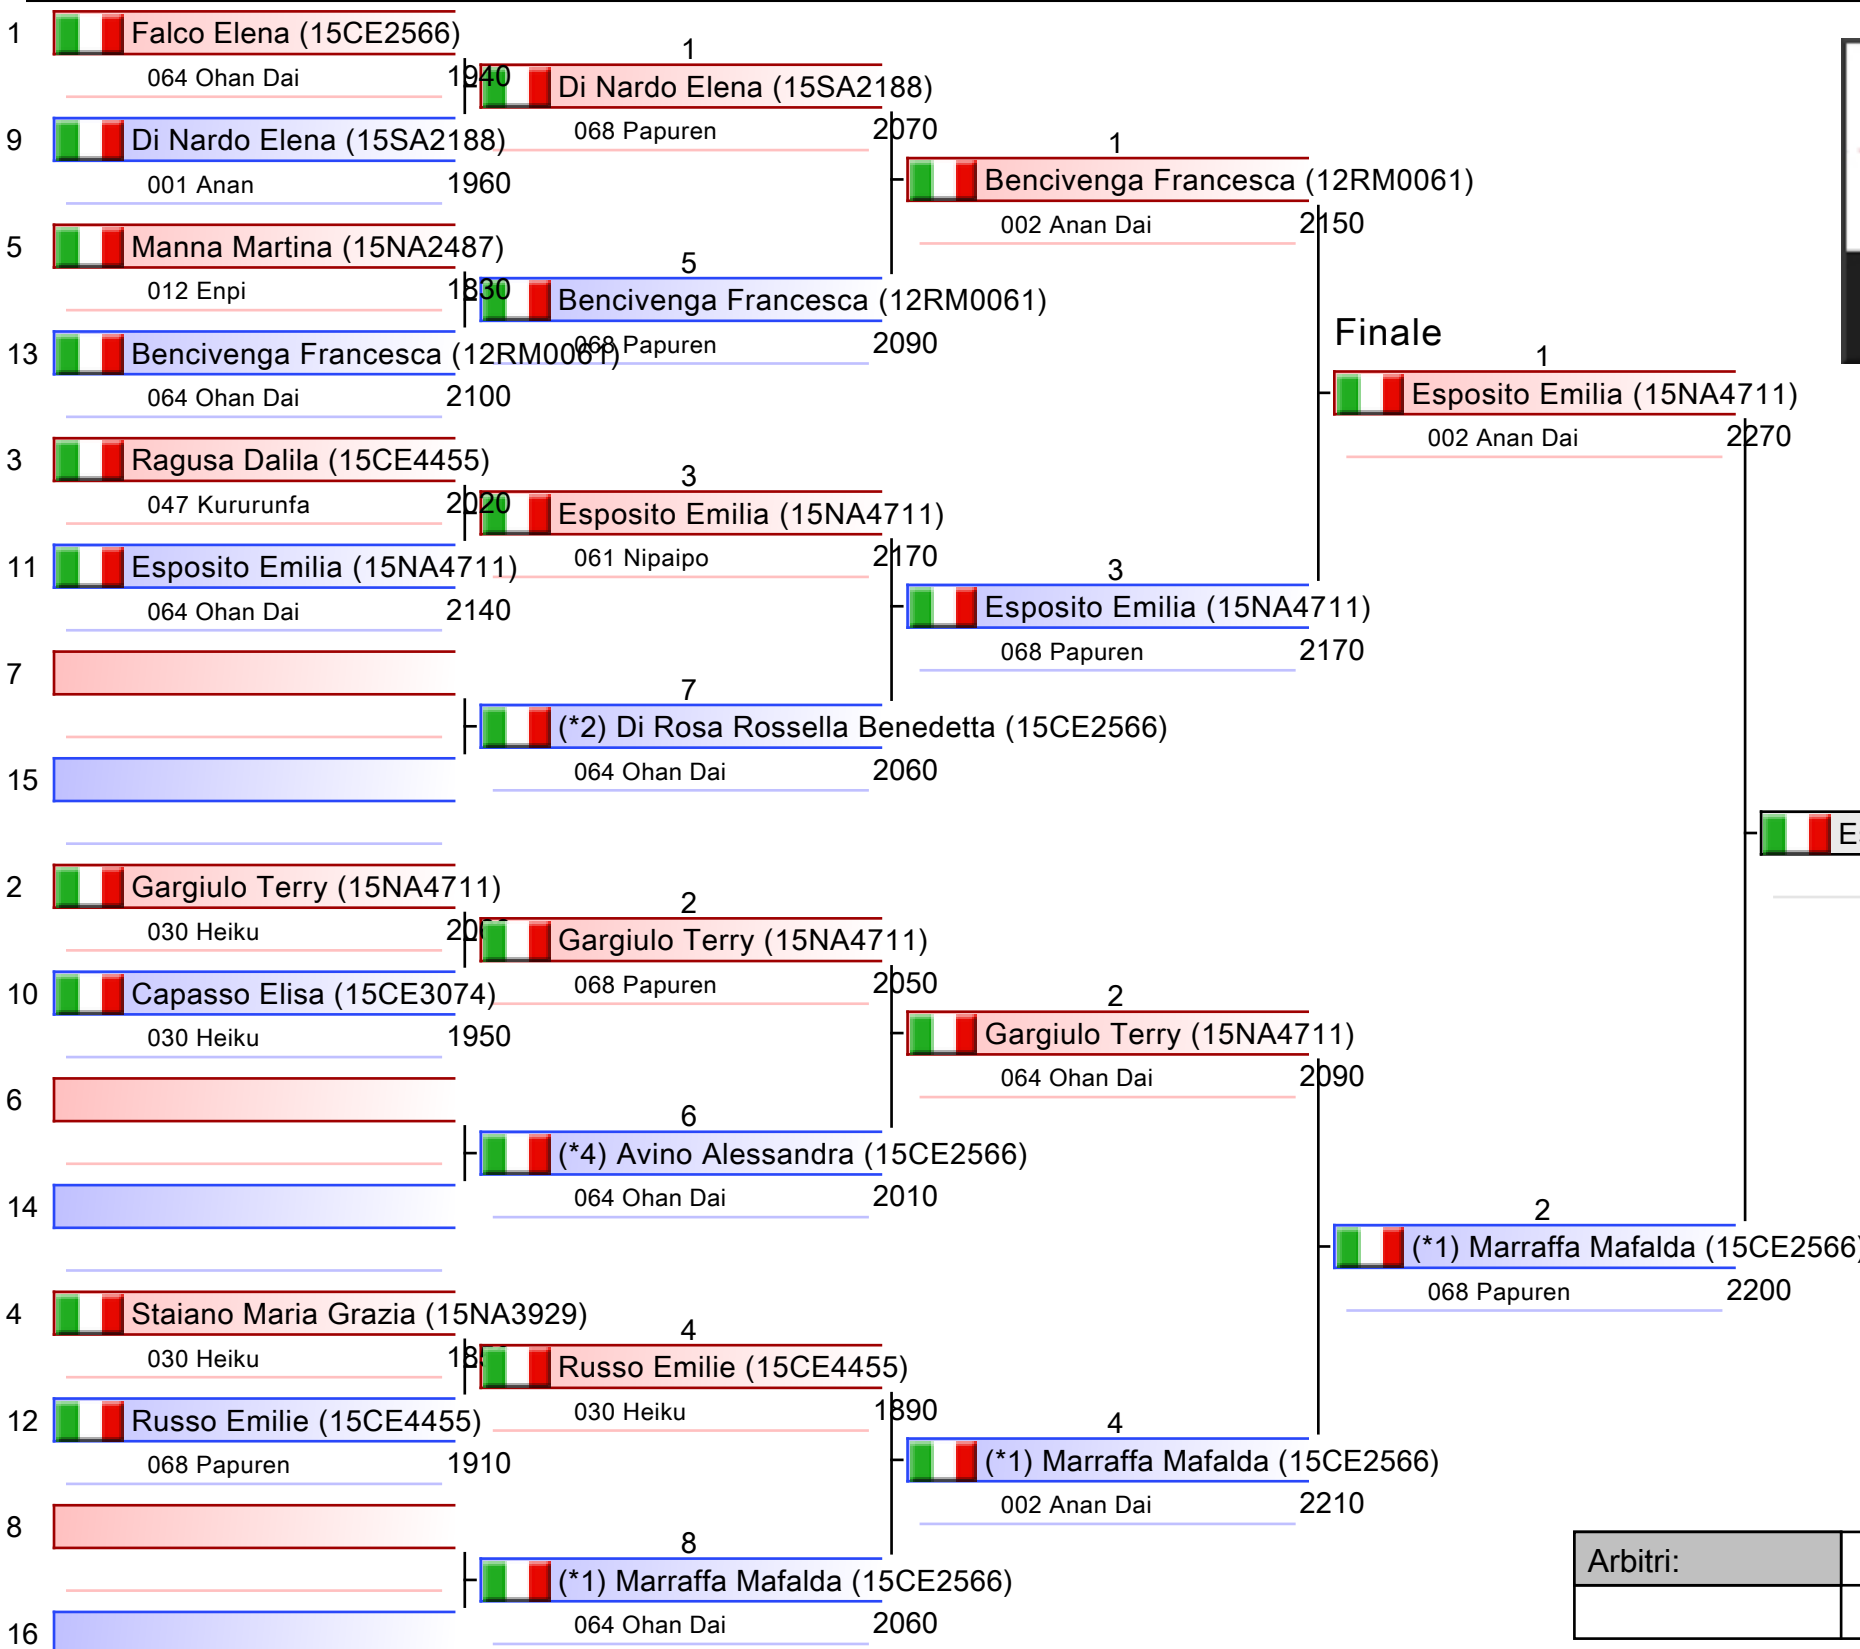 1
Falco Elena (15CE2566)
064 Ohan Dai
1940
9
Di Nardo Elena (15SA2188)
001 Anan
1960
5
Manna Martina (15NA2487)
012 Enpi
1830
13
Bencivenga Francesca (12RM0061)
064 Ohan Dai
2100
3
Ragusa Dalila (15CE4455)
047 Kururunfa
2020
11
Esposito Emilia (15NA4711)
064 Ohan Dai
2140
7
15
2
Gargiulo Terry (15NA4711)
030 Heiku
10
Capasso Elisa (15CE3074)
030 Heiku
1950
6
14
4
Staiano Maria Grazia (15NA3929)
030 Heiku
12
Russo Emilie (15CE4455)
068 Papuren
1910
8
16
1
Di Nardo Elena (15SA2188)
068 Papuren
2070
5
Bencivenga Francesca (12RM0061)
068 Papuren
2090
3
Esposito Emilia (15NA4711)
061 Nipaipo
2170
7
(*2) Di Rosa Rossella Benedetta (15CE2566)
064 Ohan Dai
2060
2
Gargiulo Terry (15NA4711)
068 Papuren
2050
6
(*4) Avino Alessandra (15CE2566)
064 Ohan Dai
2010
4
Russo Emilie (15CE4455)
030 Heiku
1890
8
(*1) Marraffa Mafalda (15CE2566)
064 Ohan Dai
2060
1
Bencivenga Francesca (12RM0061)
002 Anan Dai
2150
3
Esposito Emilia (15NA4711)
068 Papuren
2170
2
Gargiulo Terry (15NA4711)
064 Ohan Dai
2090
4
(*1) Marraffa Mafalda (15CE2566)
002 Anan Dai
2210
Finale
1
Esposito Emilia (15NA4711)
002 Anan Dai
2270
2
(*1) Marraffa Mafalda (15CE2566)
068 Papuren
2200
Arbitri: